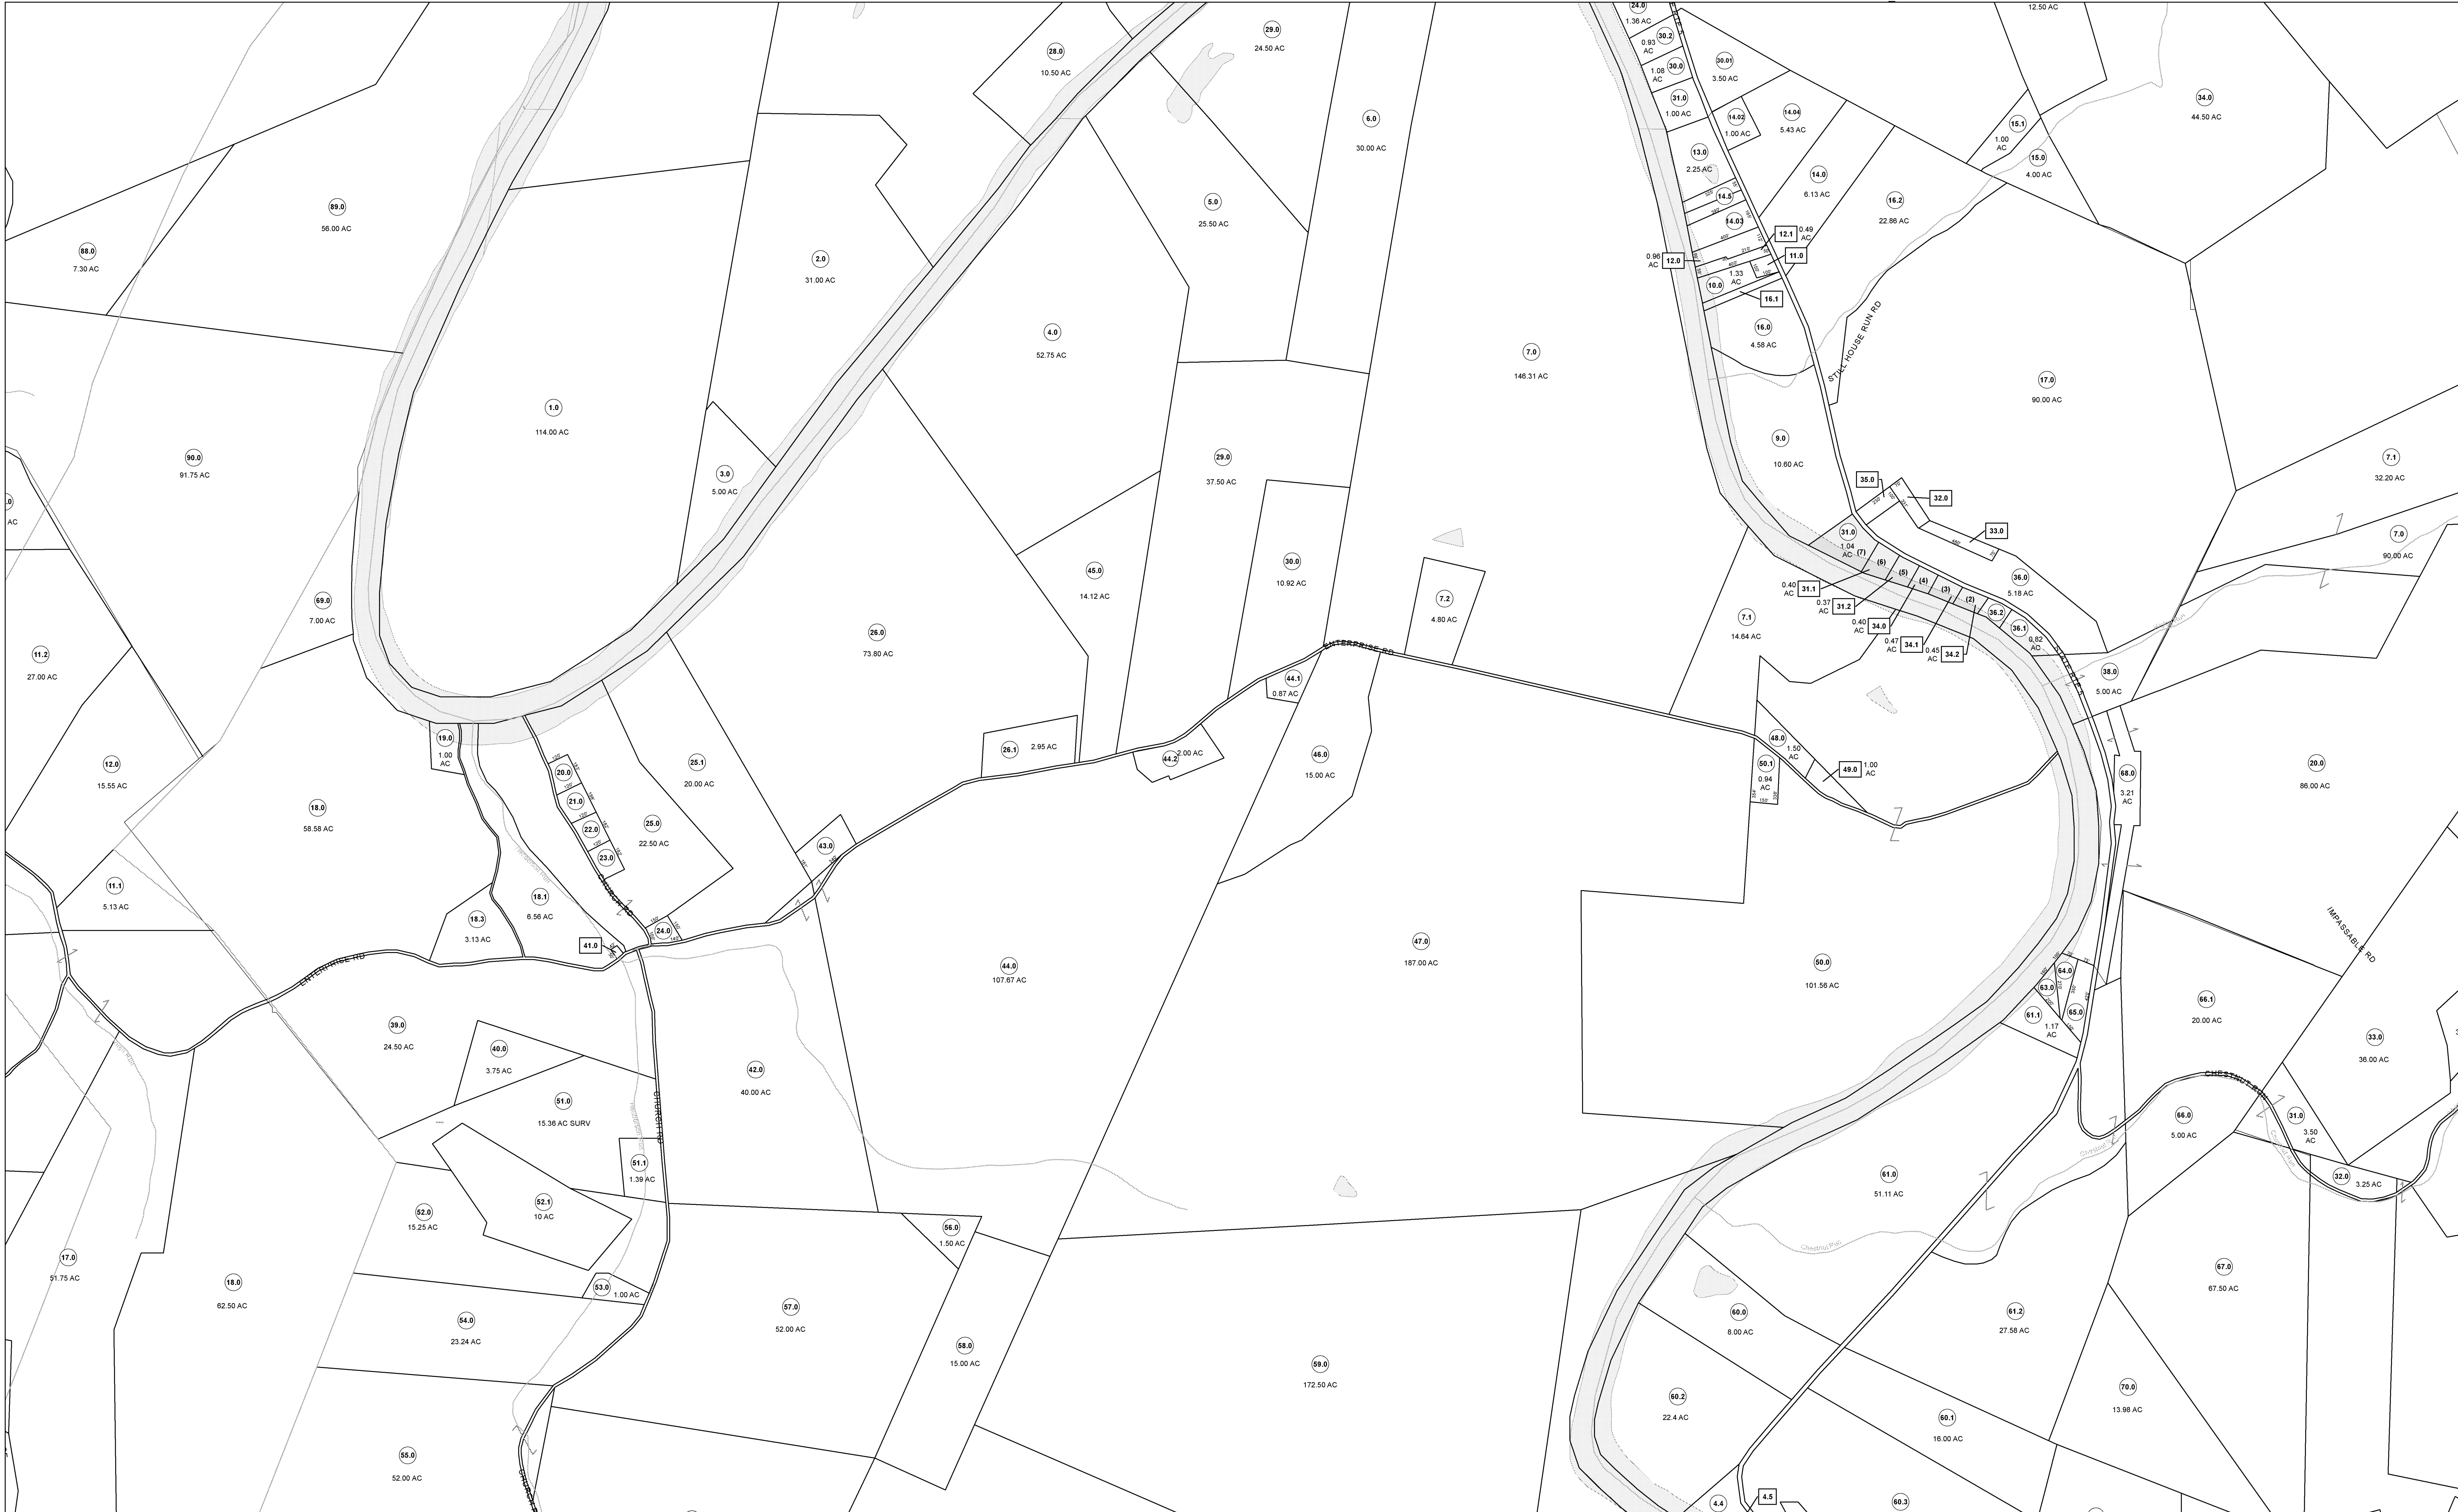 24.0
1.36 AC
12.50 AC
29.0
24.50 AC
30.2
0.93
AC
28.0
10.50 AC
30.0
1.08
AC
30.01
3.50 AC
31.0
1.00 AC
34.0
44.50 AC
6.0
30.00 AC
14.02
1.00 AC
14.04
5.43 AC
15.1
1.00
AC
15.0
4.00 AC
13.0
2.25 AC
14.0
6.13 AC
89.0
56.00 AC
5.0
25.50 AC
14.5
16.2
22.86 AC
14.03
12.1
0.49
AC
88.0
7.30 AC
2.0
31.00 AC
0.96
AC
12.0
11.0
1.33
AC
10.0
16.1
4.0
52.75 AC
16.0
4.58 AC
STILL HOUSE RUN RD
7.0
146.31 AC
17.0
90.00 AC
1.0
114.00 AC
9.0
10.60 AC
90.0
91.75 AC
3.0
5.00 AC
29.0
37.50 AC
7.1
32.20 AC
35.0
32.0
.0
AC
33.0
31.0
1.04
AC
(7)
(6)
(5)
(4)
(3)
(2)
7.0
90.00 AC
45.0
14.12 AC
30.0
10.92 AC
0.40
AC
31.1
36.0
5.18 AC
69.0
7.00 AC
7.2
4.80 AC
0.37
AC
31.2
36.2
26.0
73.80 AC
7.1
14.64 AC
0.40
AC
34.0
36.1
0.82
AC
0.47
AC
34.1
0.45
AC
34.2
ENTERPRISE RD
11.2
27.00 AC
44.1
0.87 AC
38.0
5.00 AC
19.0
1.00
AC
26.1
2.95 AC
44.2
2.00 AC
46.0
15.00 AC
48.0
1.50
AC
12.0
15.55 AC
20.0
25.1
20.00 AC
50.1
0.94
AC
49.0
1.00
AC
68.0
3.21
AC
20.0
86.00 AC
18.0
58.58 AC
21.0
22.0
25.0
22.50 AC
23.0
43.0
11.1
5.13 AC
18.1
6.56 AC
CHURCH RD
18.3
3.13 AC
24.0
41.0
IMPASSABLE RD
47.0
187.00 AC
44.0
107.67 AC
50.0
101.56 AC
ENTERPRISE RD
64.0
63.0
65.0
61.1
1.17
AC
66.1
20.00 AC
39.0
24.50 AC
40.0
3.75 AC
33.0
36.00 AC
42.0
40.00 AC
CHESTNUT RUN
51.0
15.36 AC SURV
CHURCH RD
66.0
5.00 AC
31.0
3.50
AC
51.1
1.39 AC
61.0
51.11 AC
32.0
3.25 AC
52.1
10 AC
52.0
15.25 AC
56.0
1.50 AC
Chestnut Run
17.0
51.75 AC
18.0
62.50 AC
53.0
1.00 AC
67.0
67.50 AC
54.0
23.24 AC
57.0
52.00 AC
60.0
8.00 AC
61.2
27.58 AC
58.0
15.00 AC
59.0
172.50 AC
60.2
22.4 AC
70.0
13.98 AC
60.1
16.00 AC
55.0
52.00 AC
4.4
4.5
60.3